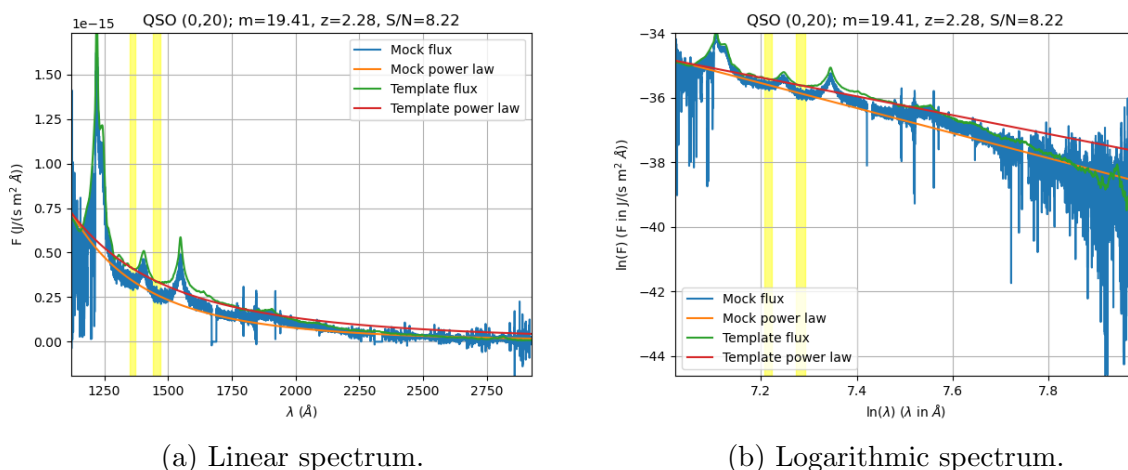 QSO (0,20); m=19.41, z=2.28, S/N=8.22
1e−15
Mock flux
Mock power law
Template flux
Template power law
1.50
1.25
1.00
0.75
0.50
0.25
0.00
F (J/(s m² Å))
1250 1500 1750 2000 2250 2500 2750
λ (Å)
(a) Linear spectrum.
QSO (0,20); m=19.41, z=2.28, S/N=8.22
−34
−36
−38
−40
−42
−44
ln(F) (F in J/(s m² Å))
Mock flux
Mock power law
Template flux
Template power law
7.2 7.4 7.6 7.8
ln(λ) (λ in Å)
(b) Logarithmic spectrum.